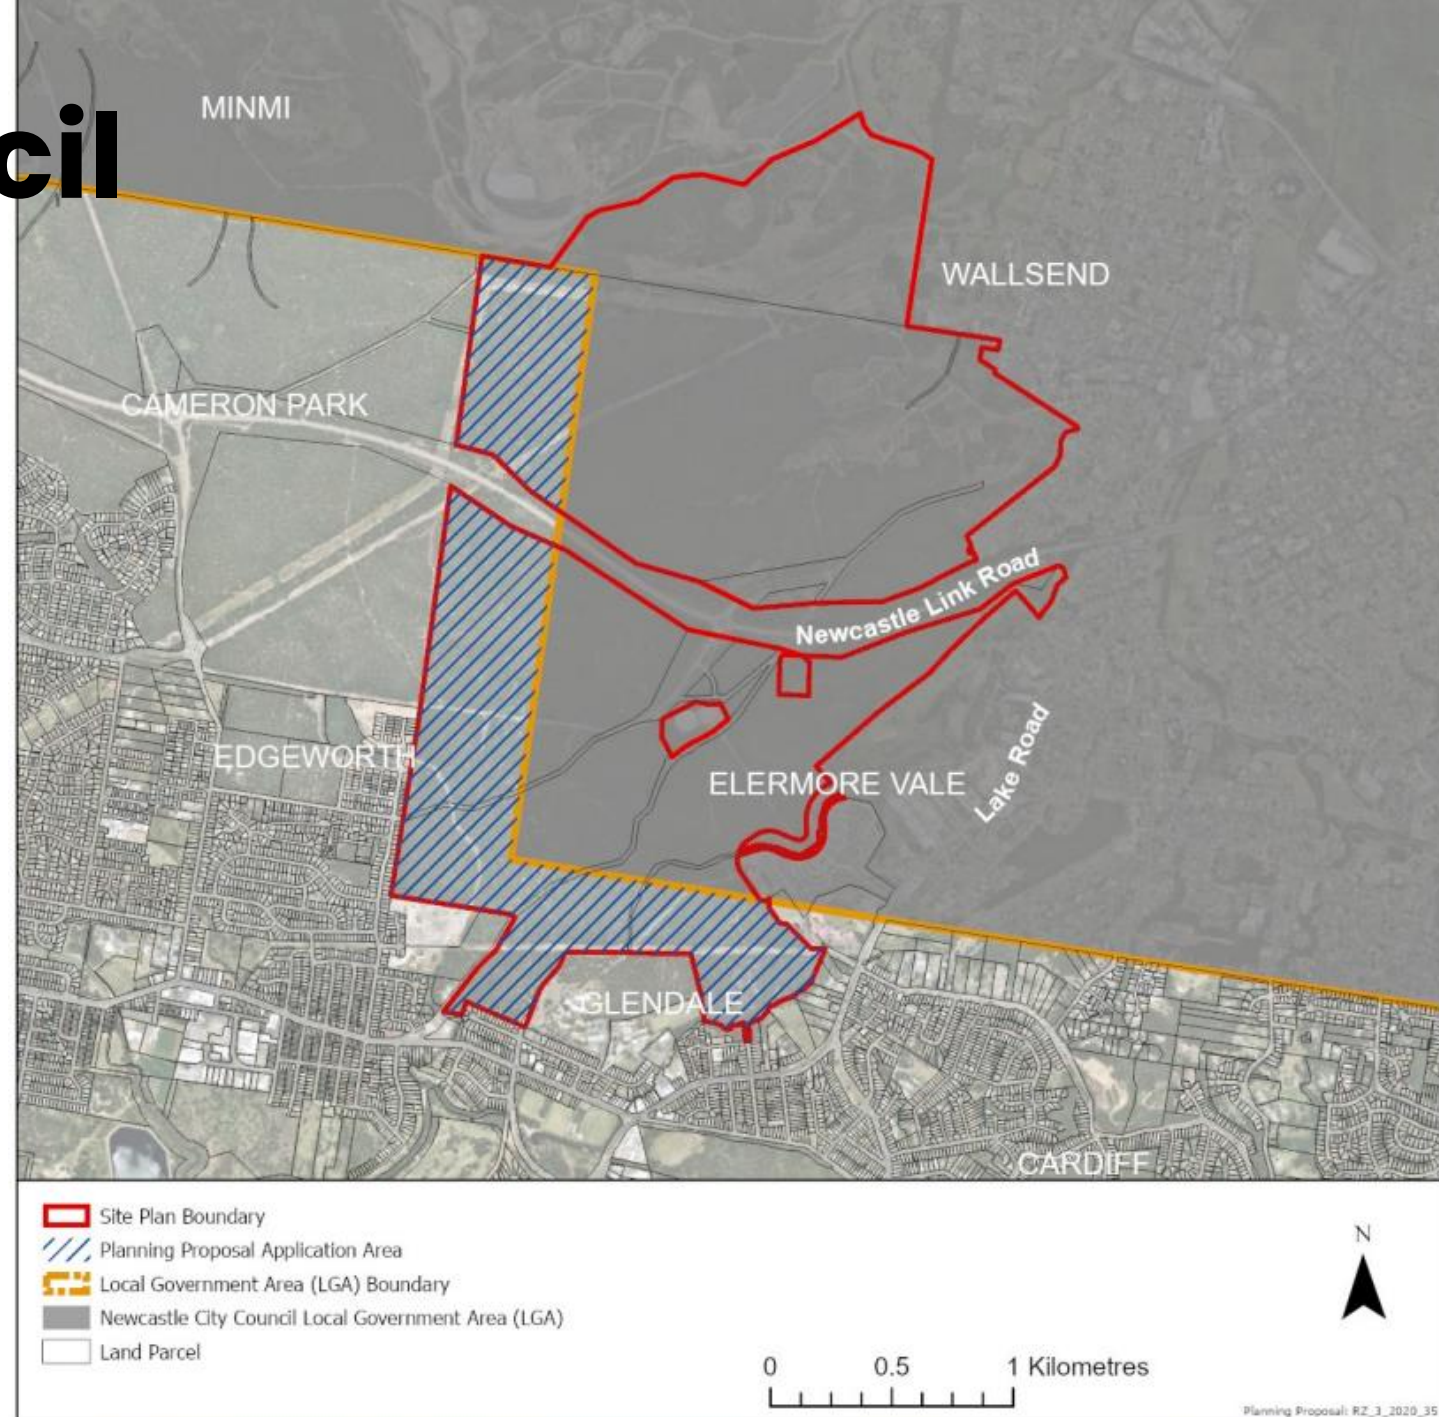 MINMI
cil
WALLSEND
CAMERON PARK
Newcastle Link Road
EDGEWORTH
ELERMORE VALE
Lake Road
GLENDALE
CARDIFF
Site Plan Boundary
Planning Proposal Application Area
Local Government Area (LGA) Boundary
Newcastle City Council Local Government Area (LGA)
Land Parcel
N
0 0.5 1 Kilometres
Planning Proposal: RZ_3_2020_35